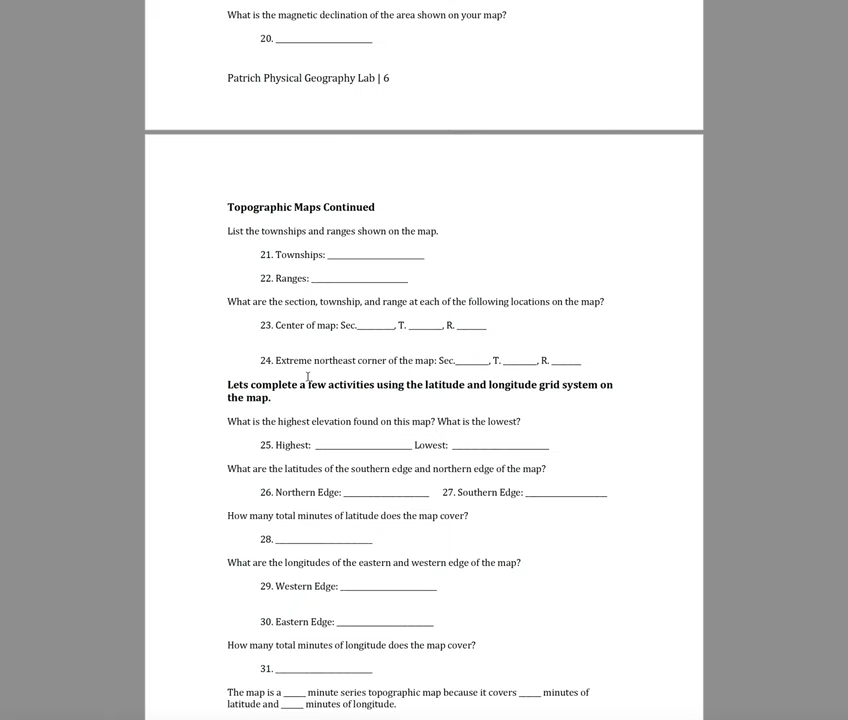 What is the magnetic declination of the area shown on your map?
20. ____________________
Patrich Physical Geography Lab | 6
Topographic Maps Continued
List the townships and ranges shown on the map.
21. Townships: ____________________
22. Ranges: ____________________
What are the section, township, and range at each of the following locations on the map?
23. Center of map: Sec.________, T. _______, R. ______
24. Extreme northeast corner of the map: Sec._______, T. _______, R. ______
Lets complete a few activities using the latitude and longitude grid system on
the map.
What is the highest elevation found on this map? What is the lowest?
25. Highest: ____________________ Lowest: ____________________
What are the latitudes of the southern edge and northern edge of the map?
26. Northern Edge: __________________ 27. Southern Edge: _________________
How many total minutes of latitude does the map cover?
28. ____________________
What are the longitudes of the eastern and western edge of the map?
29. Western Edge: ____________________
30. Eastern Edge: ____________________
How many total minutes of longitude does the map cover?
31. ____________________
The map is a _____ minute series topographic map because it covers _____ minutes of
latitude and _____ minutes of longitude.